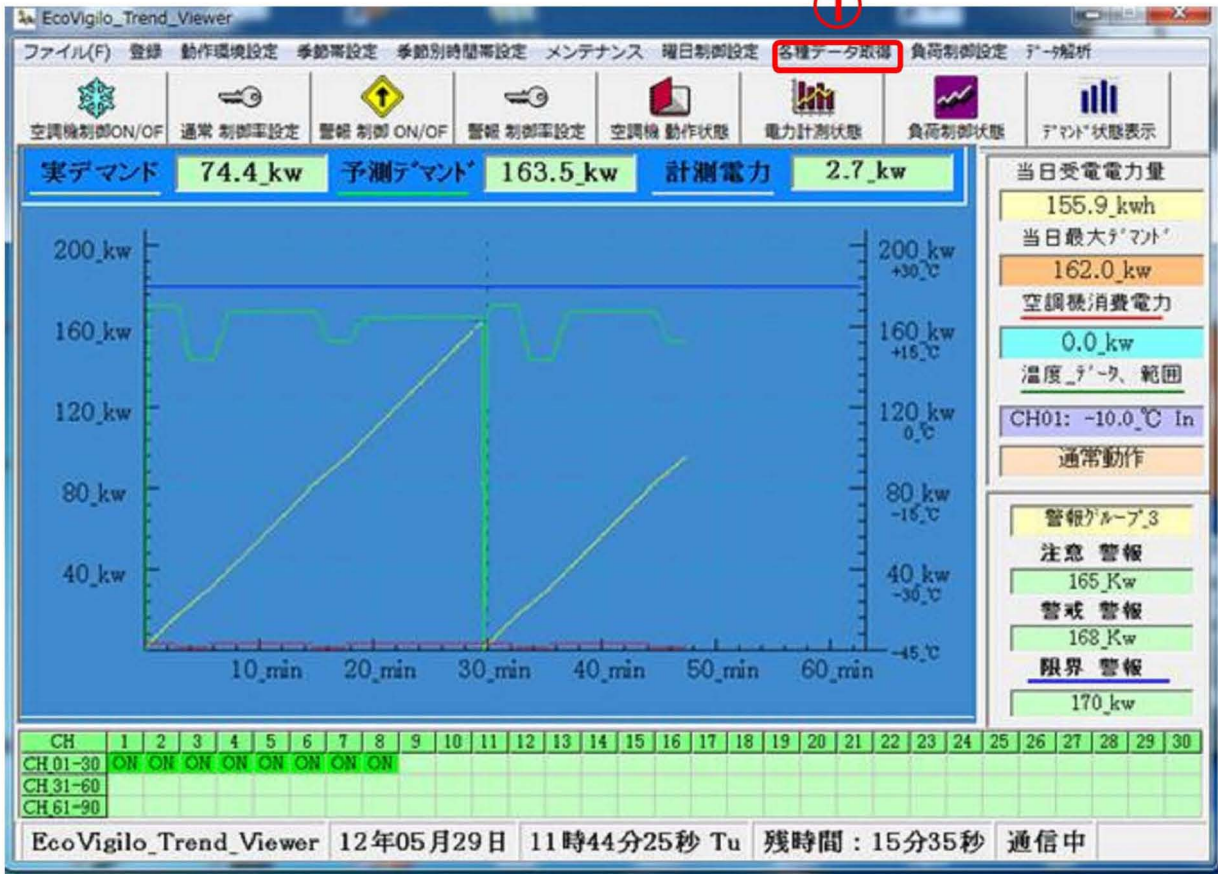 ①
EcoVigilo_Trend_Viewer
ファイル(F) 登録 動作環境設定 季節帯設定 季節別時間帯設定 メンテナンス 曜日制御設定 各種データ取得 負荷制御設定 ﾃﾞｰﾀ解析
空調機制御ON/OF 通常 制御率設定 警報 制御 ON/OF 警報 制御率設定 空調機 動作状態 電力計測状態 負荷制御状態 ﾃﾞﾏﾝﾄﾞ状態表示
実デマンド 74.4_kw 予測ﾃﾞマンﾄﾞ 163.5_kw 計測電力 2.7_kw
当日受電電力量
155.9_kwh
当日最大ﾃﾞﾏﾝﾄﾞ
162.0_kw
空調機消費電力
0.0_kw
温度_ﾃﾞｰﾀ、範囲
CH01: -10.0_℃ In
通常動作
警報ｸﾞﾙｰﾌﾟ_3
注意 警報
165_Kw
警戒 警報
168_Kw
限界 警報
170_kw
200_kw 200_kw
+30_℃
160_kw 160_kw
+15_℃
120_kw 120_kw
0_℃
80_kw 80_kw
-15_℃
40_kw 40_kw
-30_℃
-45_℃
10_min 20_min 30_min 40_min 50_min 60_min
CH 1 2 3 4 5 6 7 8 9 10 11 12 13 14 15 16 17 18 19 20 21 22 23 24 25 26 27 28 29 30
CH_01-30 ON ON ON ON ON ON ON ON
CH_31-60
CH_61-90
EcoVigilo_Trend_Viewer 12年05月29日 11時44分25秒 Tu 残時間：15分35秒 通信中